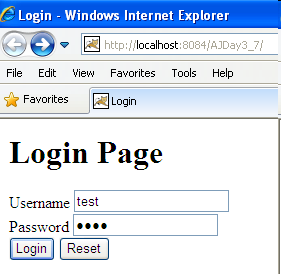 Login - Windows Internet Explorer
http://localhost:8084/AJDay3_7/
File Edit View Favorites Tools Help
Favorites Login
Login Page
Username test
Password ●●●●
Login Reset